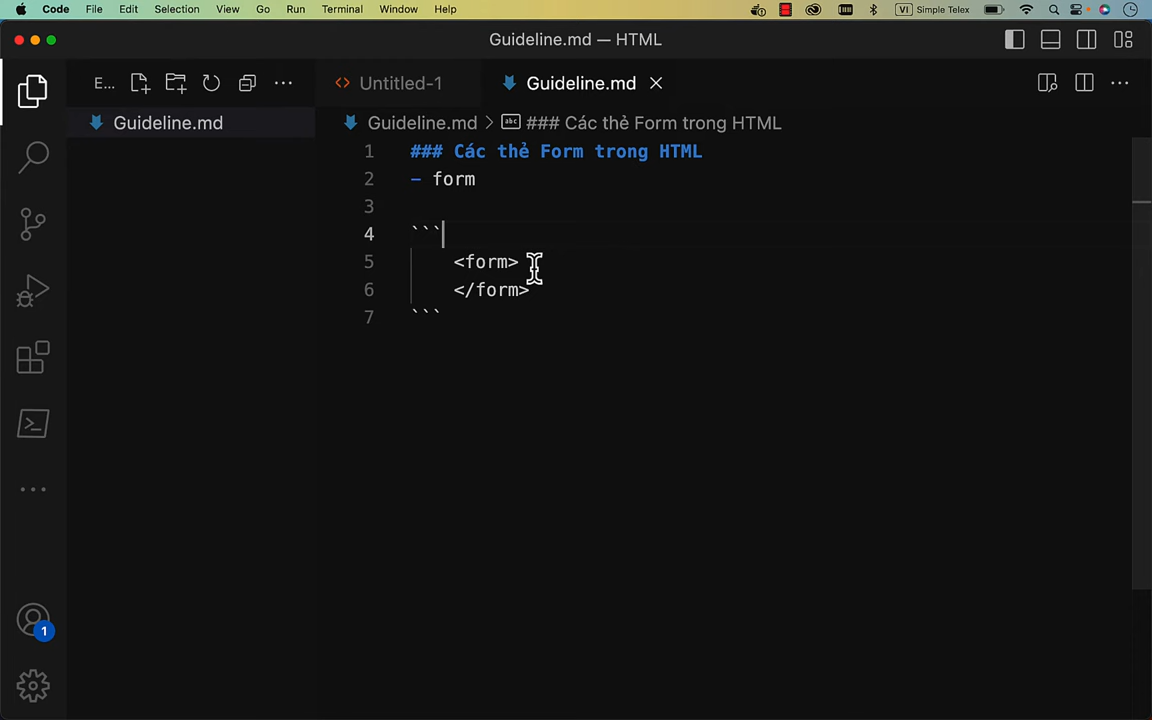 Code File Edit Selection View Go Run Terminal Window Help VI Simple Telex
Guideline.md — HTML
E... Untitled-1 Guideline.md
Guideline.md
Guideline.md > ### Các thẻ Form trong HTML
1 ### Các thẻ Form trong HTML
2 - form
3
4 ```
5 <form>
6 </form>
7 ```
1